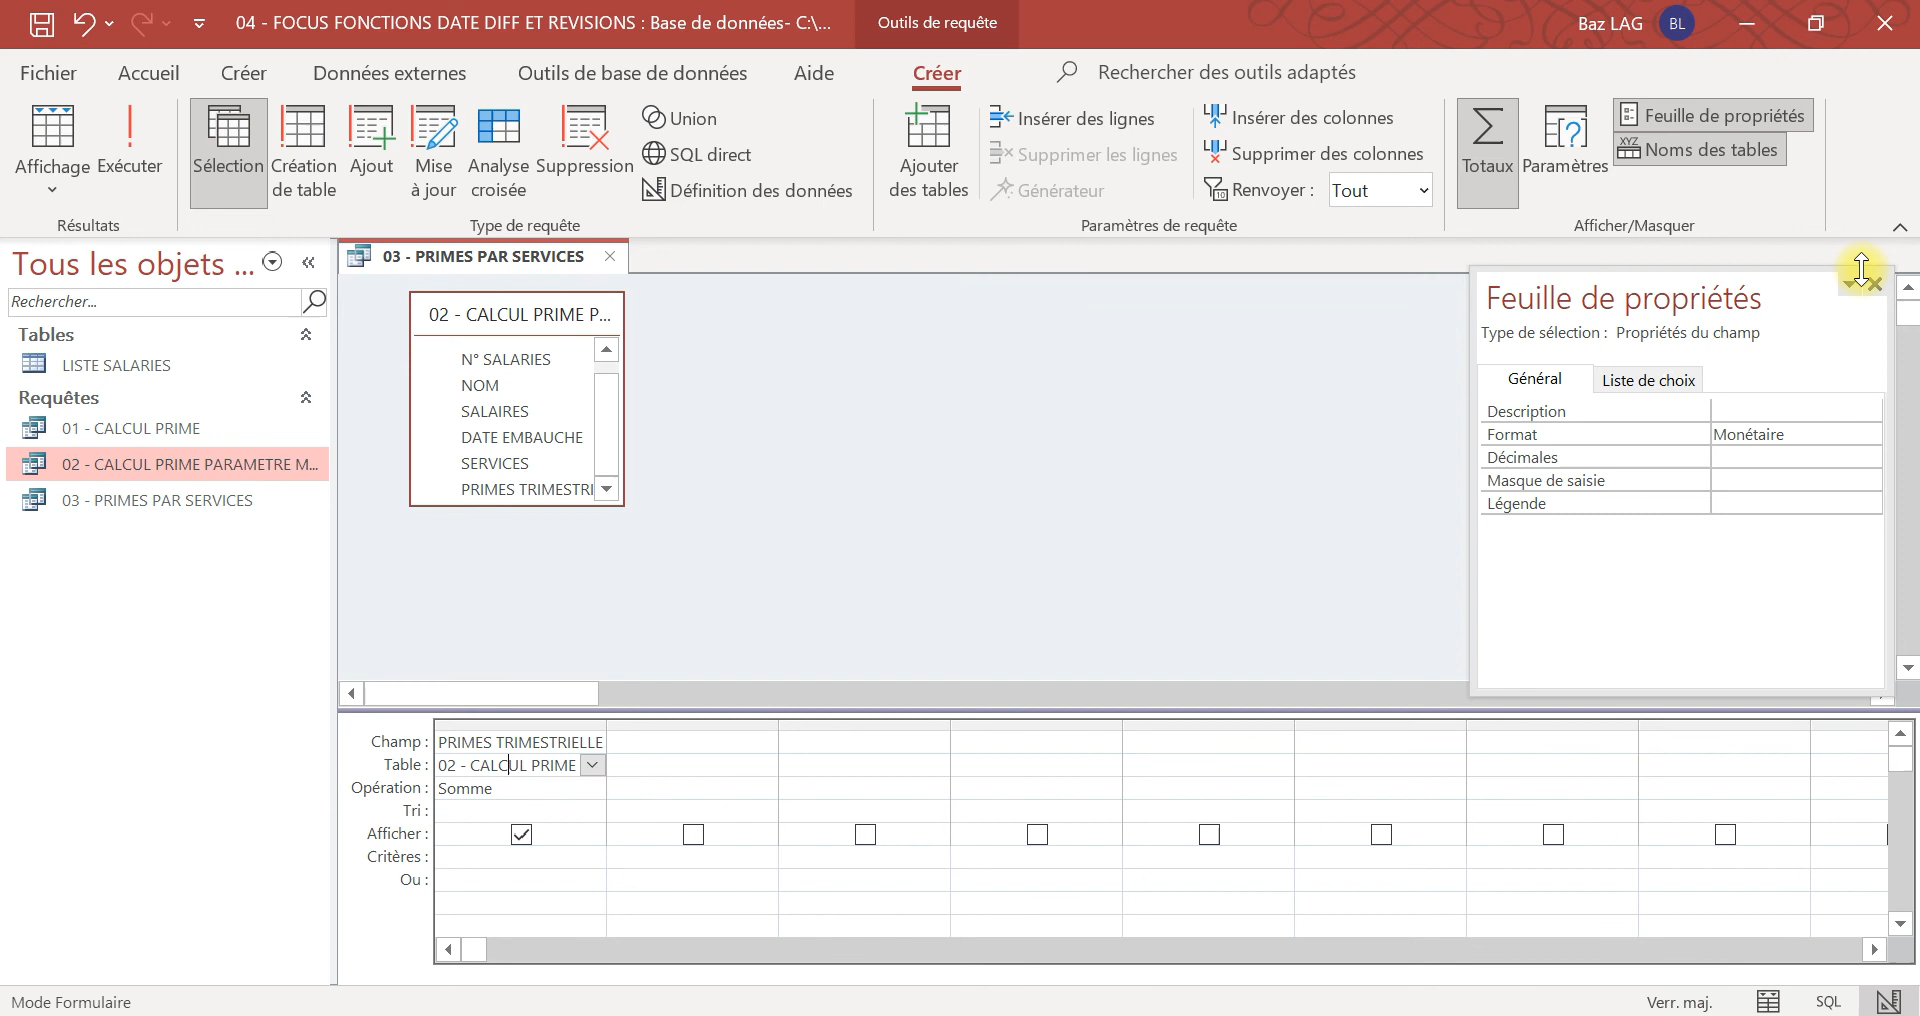 04 - FOCUS FONCTIONS DATE DIFF ET REVISIONS : Base de données- C:\...
Outils de requête
Baz LAG
BL
Fichier
Accueil
Créer
Données externes
Outils de base de données
Aide
Créer
Rechercher des outils adaptés
Affichage
Exécuter
Résultats
Sélection
Création
de table
Ajout
Mise
à jour
Analyse
croisée
Suppression
Union
SQL direct
Définition des données
Type de requête
Ajouter
des tables
Insérer des lignes
Supprimer les lignes
Générateur
Insérer des colonnes
Supprimer des colonnes
Renvoyer :
Tout
Paramètres de requête
Totaux
Paramètres
Feuille de propriétés
XYZ
Noms des tables
Afficher/Masquer
Tous les objets ...
Rechercher...
Tables
LISTE SALARIES
Requêtes
01 - CALCUL PRIME
02 - CALCUL PRIME PARAMETRE M...
03 - PRIMES PAR SERVICES
03 - PRIMES PAR SERVICES
02 - CALCUL PRIME P...
N° SALARIES
NOM
SALAIRES
DATE EMBAUCHE
SERVICES
PRIMES TRIMESTRI
Feuille de propriétés
Type de sélection : Propriétés du champ
Général
Liste de choix
Description
Format
Monétaire
Décimales
Masque de saisie
Légende
Champ :
PRIMES TRIMESTRIELLE
Table :
02 - CALCUL PRIME
Opération :
Somme
Tri :
Afficher :
Critères :
Ou :
Mode Formulaire
Verr. maj.
SQL